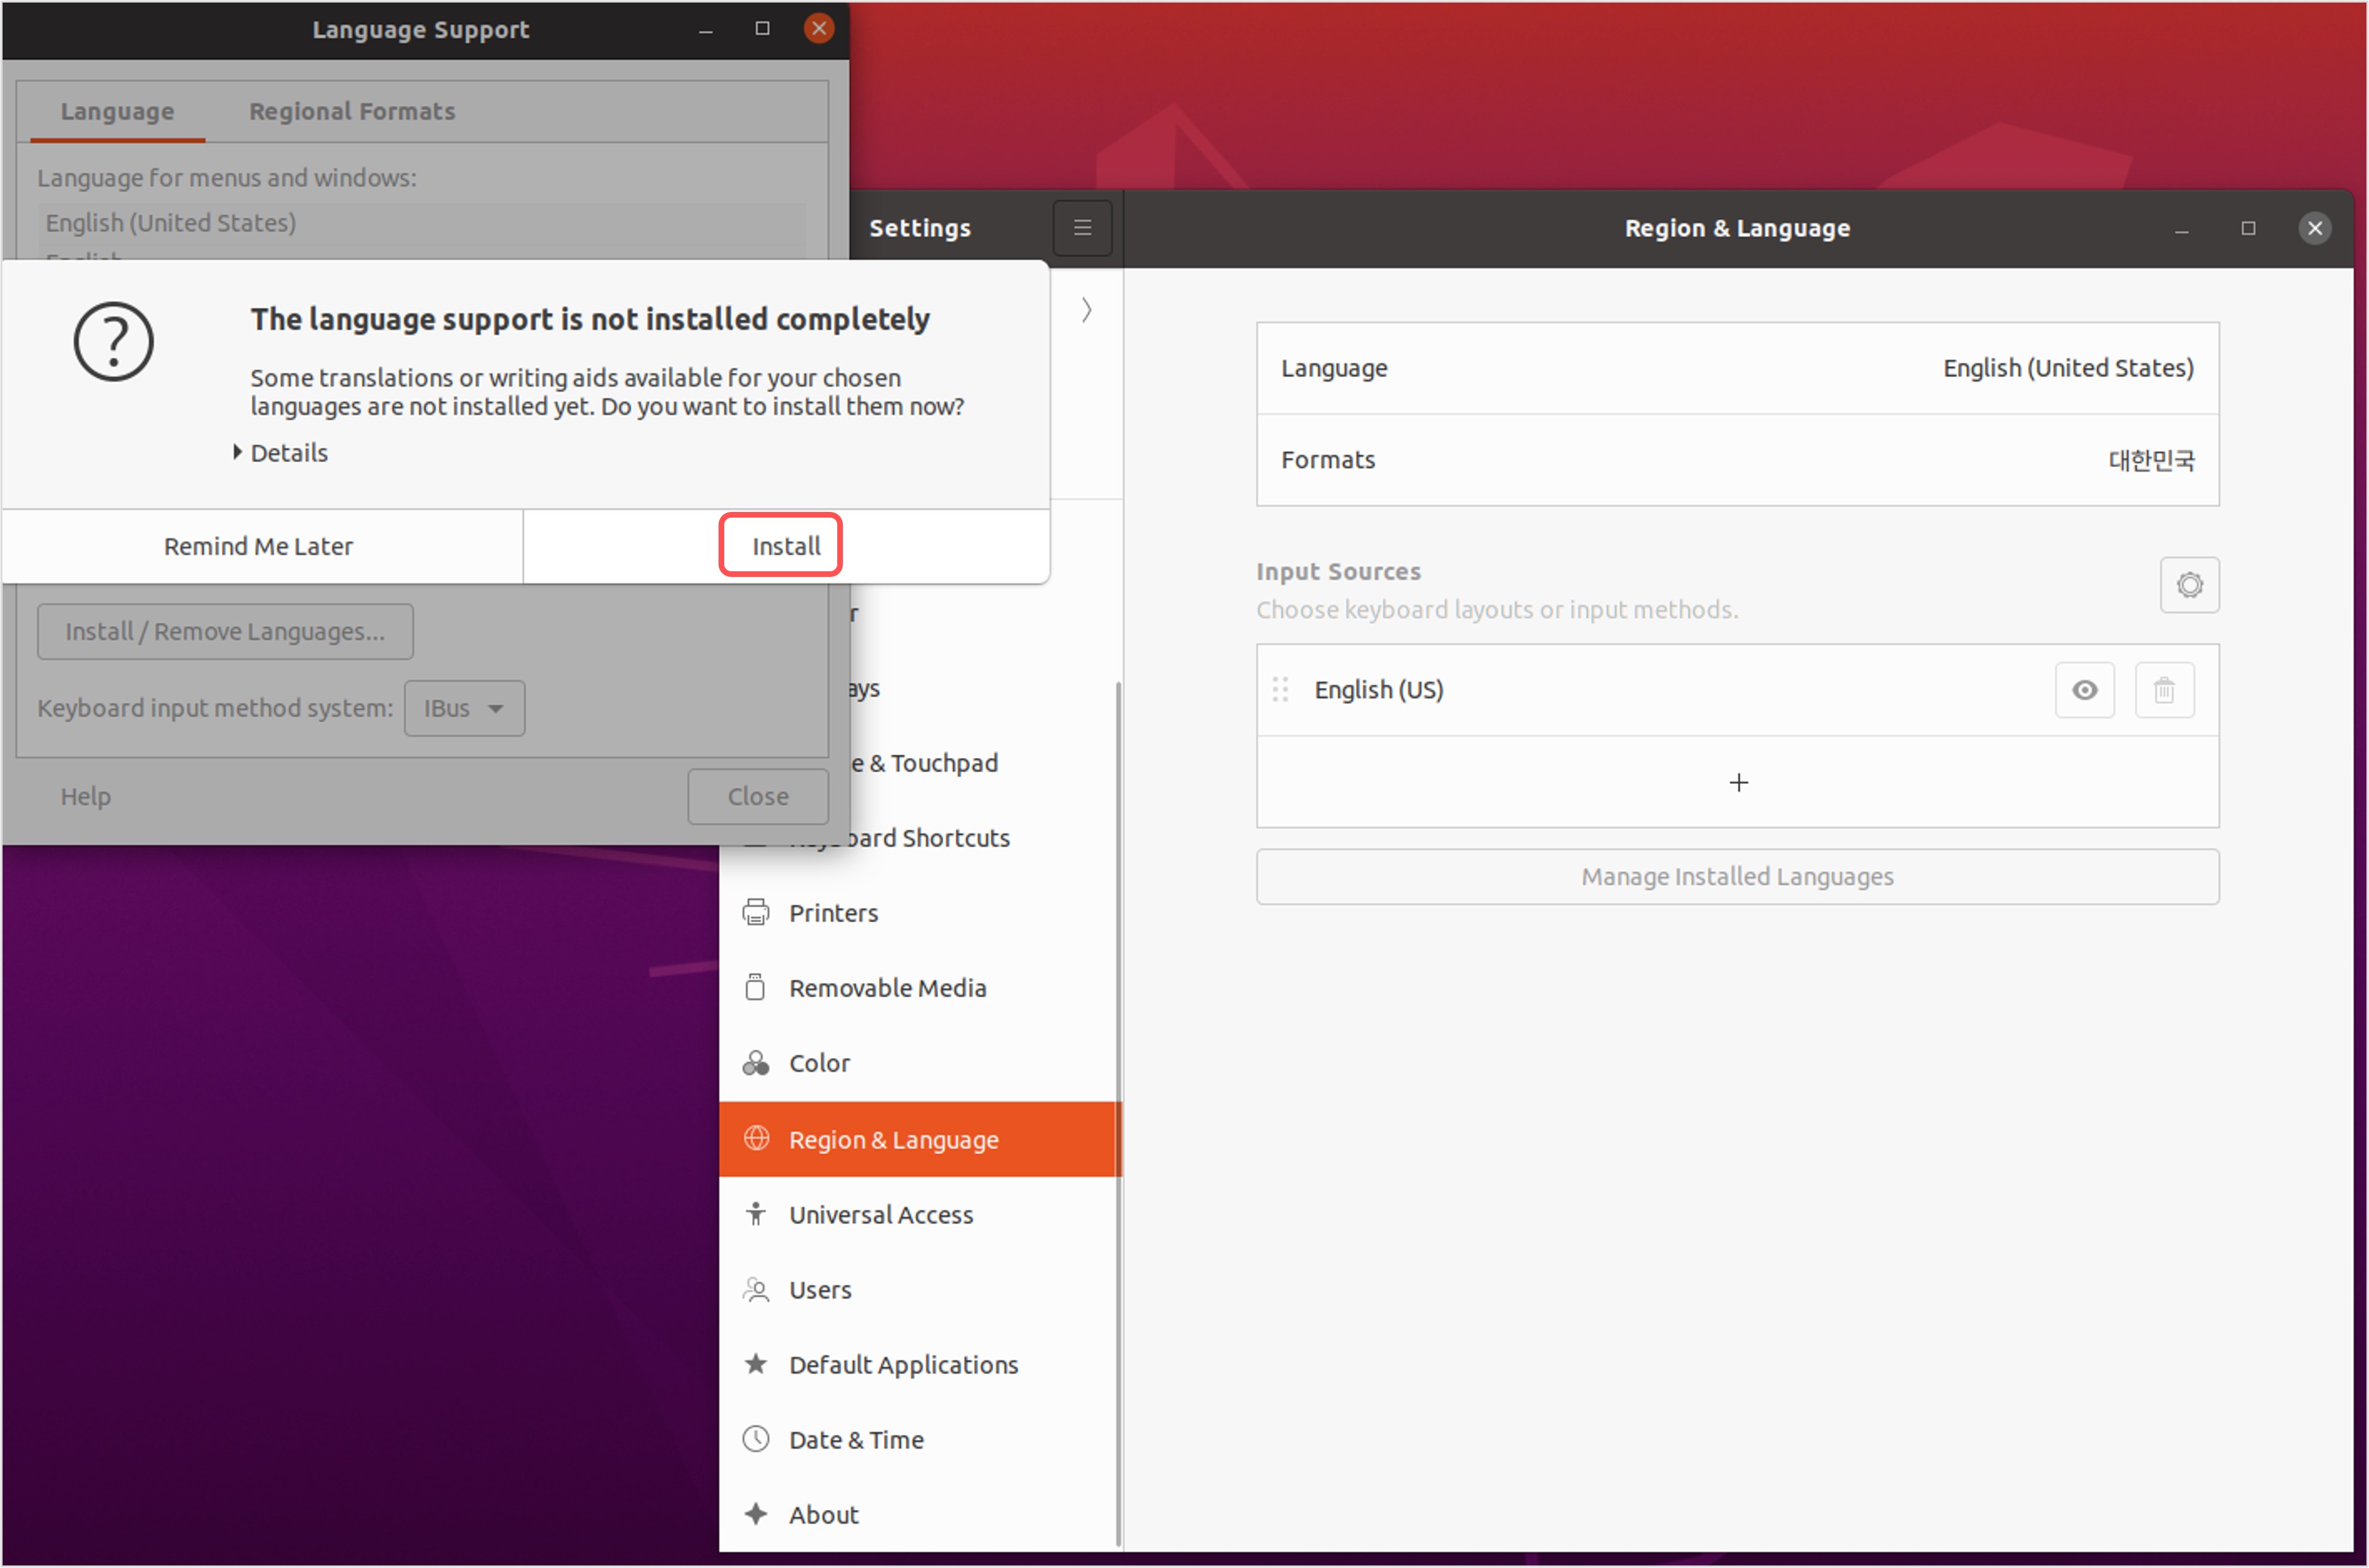 Language Support
Language
Regional Formats
Language for menus and windows:
English (United States)
English
The language support is not installed completely
Some translations or writing aids available for your chosen
languages are not installed yet. Do you want to install them now?
Details
Remind Me Later
Install
Install / Remove Languages...
Keyboard input method system:
IBus
Help
Close
Settings
ays
e & Touchpad
Keyboard Shortcuts
Printers
Removable Media
Color
Region & Language
Universal Access
Users
Default Applications
Date & Time
About
Region & Language
Language
English (United States)
Formats
대한민국
Input Sources
Choose keyboard layouts or input methods.
English (US)
+
Manage Installed Languages